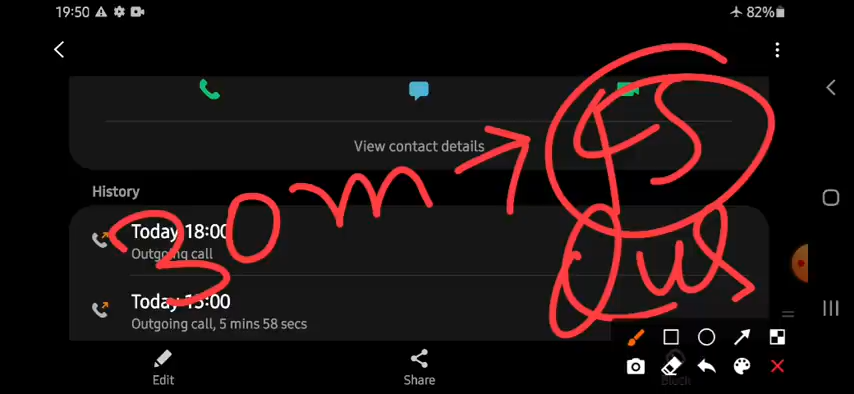 19:50 82%
View contact details
History
Today 18:00
Outgoing call
Today 15:00
Outgoing call, 5 mins 58 secs
30m →
Edit Share Block